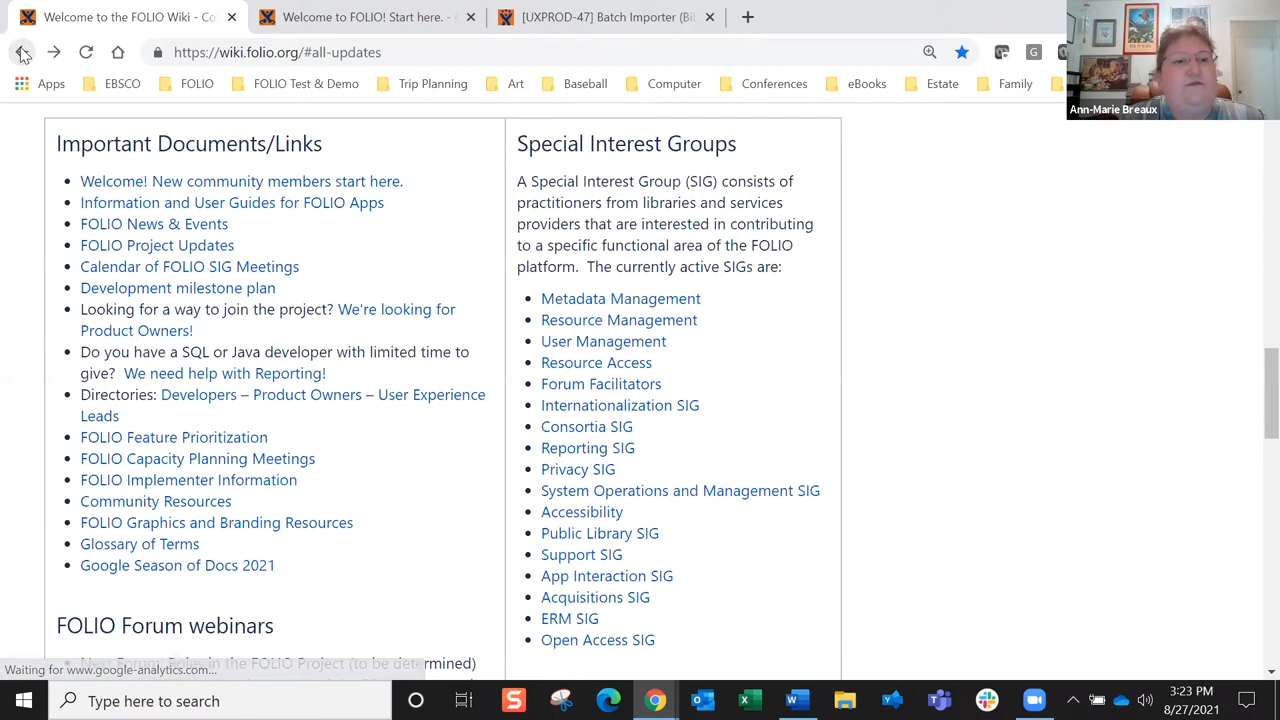 Welcome to the FOLIO Wiki - Co
Welcome to FOLIO! Start here. -
[UXPROD-47] Batch Importer (Bi
https://wiki.folio.org/#all-updates
G
Apps
EBSCO
FOLIO
FOLIO Test & Demo
Trip Planning
Art
Baseball
Computer
Conferences
eBooks
Estate
Family
Ann-Marie Breaux
Important Documents/Links
Welcome! New community members start here.
Information and User Guides for FOLIO Apps
FOLIO News & Events
FOLIO Project Updates
Calendar of FOLIO SIG Meetings
Development milestone plan
Looking for a way to join the project? We're looking for
Product Owners!
Do you have a SQL or Java developer with limited time to
give? We need help with Reporting!
Directories: Developers – Product Owners – User Experience
Leads
FOLIO Feature Prioritization
FOLIO Capacity Planning Meetings
FOLIO Implementer Information
Community Resources
FOLIO Graphics and Branding Resources
Glossary of Terms
Google Season of Docs 2021
FOLIO Forum webinars
Special Interest Groups
A Special Interest Group (SIG) consists of
practitioners from libraries and services
providers that are interested in contributing
to a specific functional area of the FOLIO
platform. The currently active SIGs are:
Metadata Management
Resource Management
User Management
Resource Access
Forum Facilitators
Internationalization SIG
Consortia SIG
Reporting SIG
Privacy SIG
System Operations and Management SIG
Accessibility
Public Library SIG
Support SIG
App Interaction SIG
Acquisitions SIG
ERM SIG
Open Access SIG
Next Forum: Roles in the FOLIO Project (to be determined)
Waiting for www.google-analytics.com...
Type here to search
3:23 PM
8/27/2021